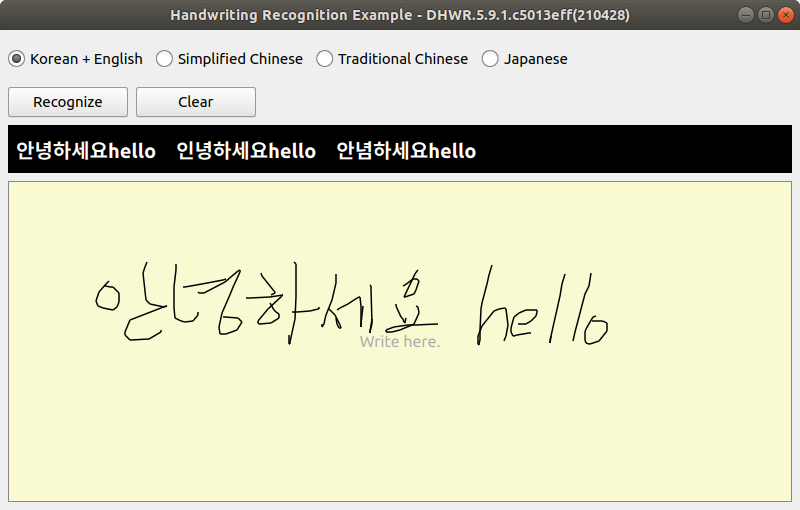 Handwriting Recognition Example - DHWR.5.9.1.c5013eff(210428)
Korean + English Simplified Chinese Traditional Chinese Japanese
Recognize Clear
안녕하세요hello 인녕하세요hello 안념하세요hello
안녕하세요 hello
Write here.